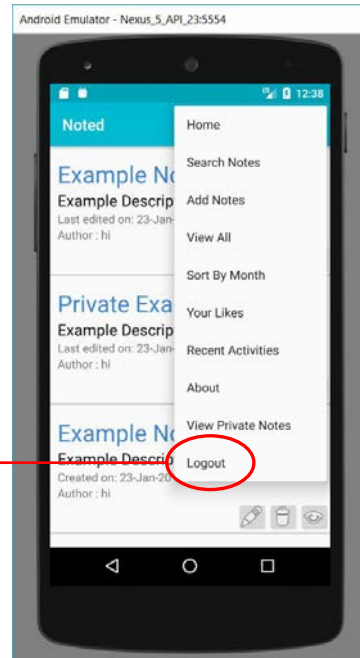 Android Emulator - Nexus_5_API_23:5554
12:38
Noted
Home
Search Notes
Add Notes
View All
Sort By Month
Your Likes
Recent Activities
About
View Private Notes
Logout
Example
Example Descrip
Last edited on: 23-Jan-
Author : hi
Private Exa
Example Descrip
Last edited on: 23-Jan-
Author : hi
Example
Example Descrip
Created on: 23-Jan-20
Author : hi